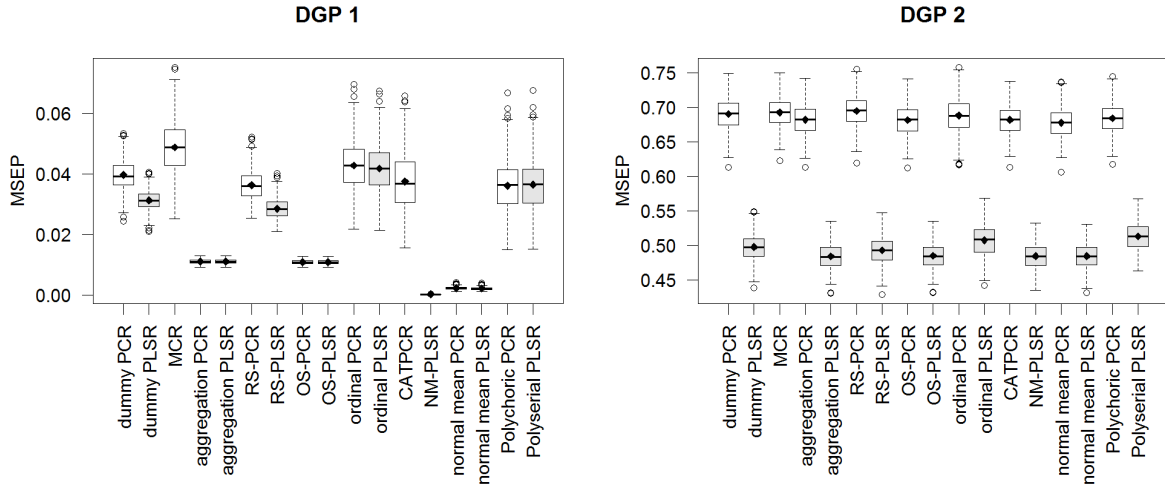 DGP 1
MSEP
0.06
0.04
0.02
0.00
dummy PCR
dummy PLSR
MCR
aggregation PCR
aggregation PLSR
RS-PCR
RS-PLSR
OS-PCR
OS-PLSR
ordinal PCR
ordinal PLSR
CATPCR
NM-PLSR
normal mean PCR
normal mean PLSR
Polychoric PCR
Polyserial PLSR
DGP 2
MSEP
0.75
0.70
0.65
0.60
0.55
0.50
0.45
dummy PCR
dummy PLSR
MCR
aggregation PCR
aggregation PLSR
RS-PCR
RS-PLSR
OS-PCR
OS-PLSR
ordinal PCR
ordinal PLSR
CATPCR
NM-PLSR
normal mean PCR
normal mean PLSR
Polychoric PCR
Polyserial PLSR